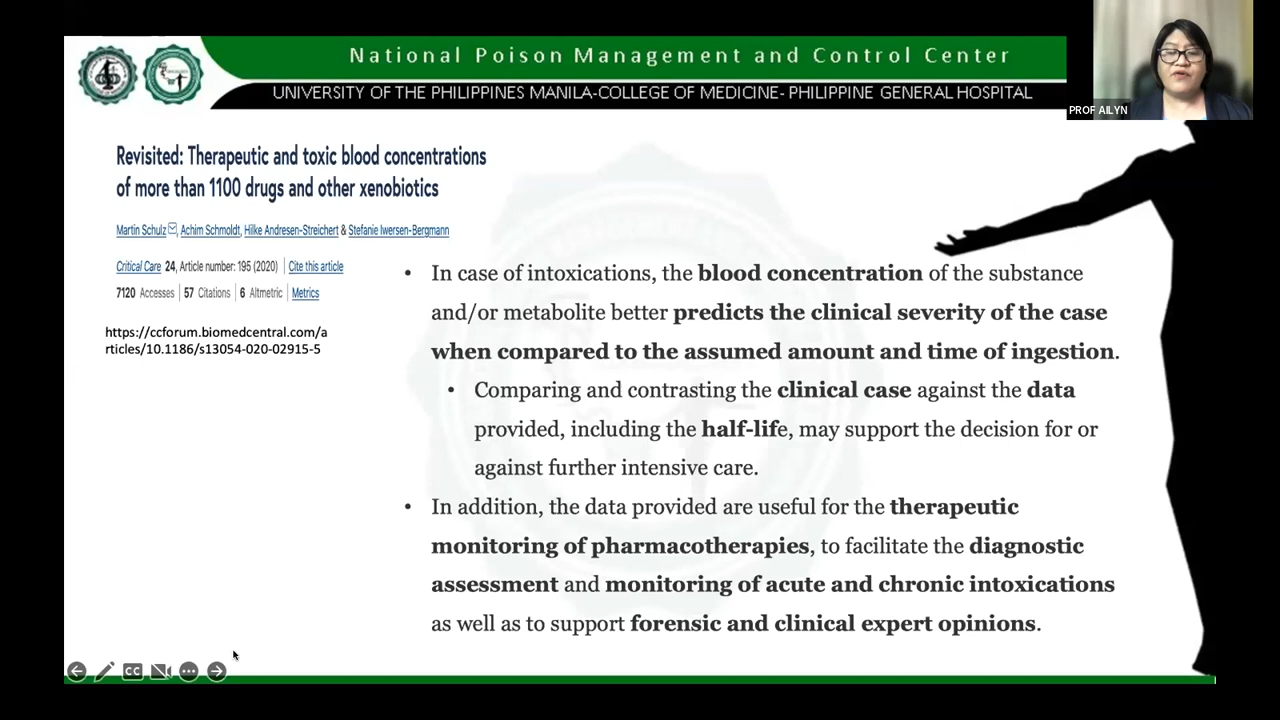 National Poison Management and Control Center
UNIVERSITY OF THE PHILIPPINES MANILA-COLLEGE OF MEDICINE- PHILIPPINE GENERAL HOSPITAL
PROF AILYN
Revisited: Therapeutic and toxic blood concentrations
of more than 1100 drugs and other xenobiotics
Martin Schulz, Achim Schmoldt, Hilke Andresen-Streichert & Stefanie Iwersen-Bergmann
Critical Care 24, Article number: 195 (2020) | Cite this article
7120 Accesses | 57 Citations | 6 Altmetric | Metrics
https://ccforum.biomedcentral.com/a
rticles/10.1186/s13054-020-02915-5
• In case of intoxications, the blood concentration of the substance
and/or metabolite better predicts the clinical severity of the case
when compared to the assumed amount and time of ingestion.
• Comparing and contrasting the clinical case against the data
provided, including the half-life, may support the decision for or
against further intensive care.
• In addition, the data provided are useful for the therapeutic
monitoring of pharmacotherapies, to facilitate the diagnostic
assessment and monitoring of acute and chronic intoxications
as well as to support forensic and clinical expert opinions.
CC